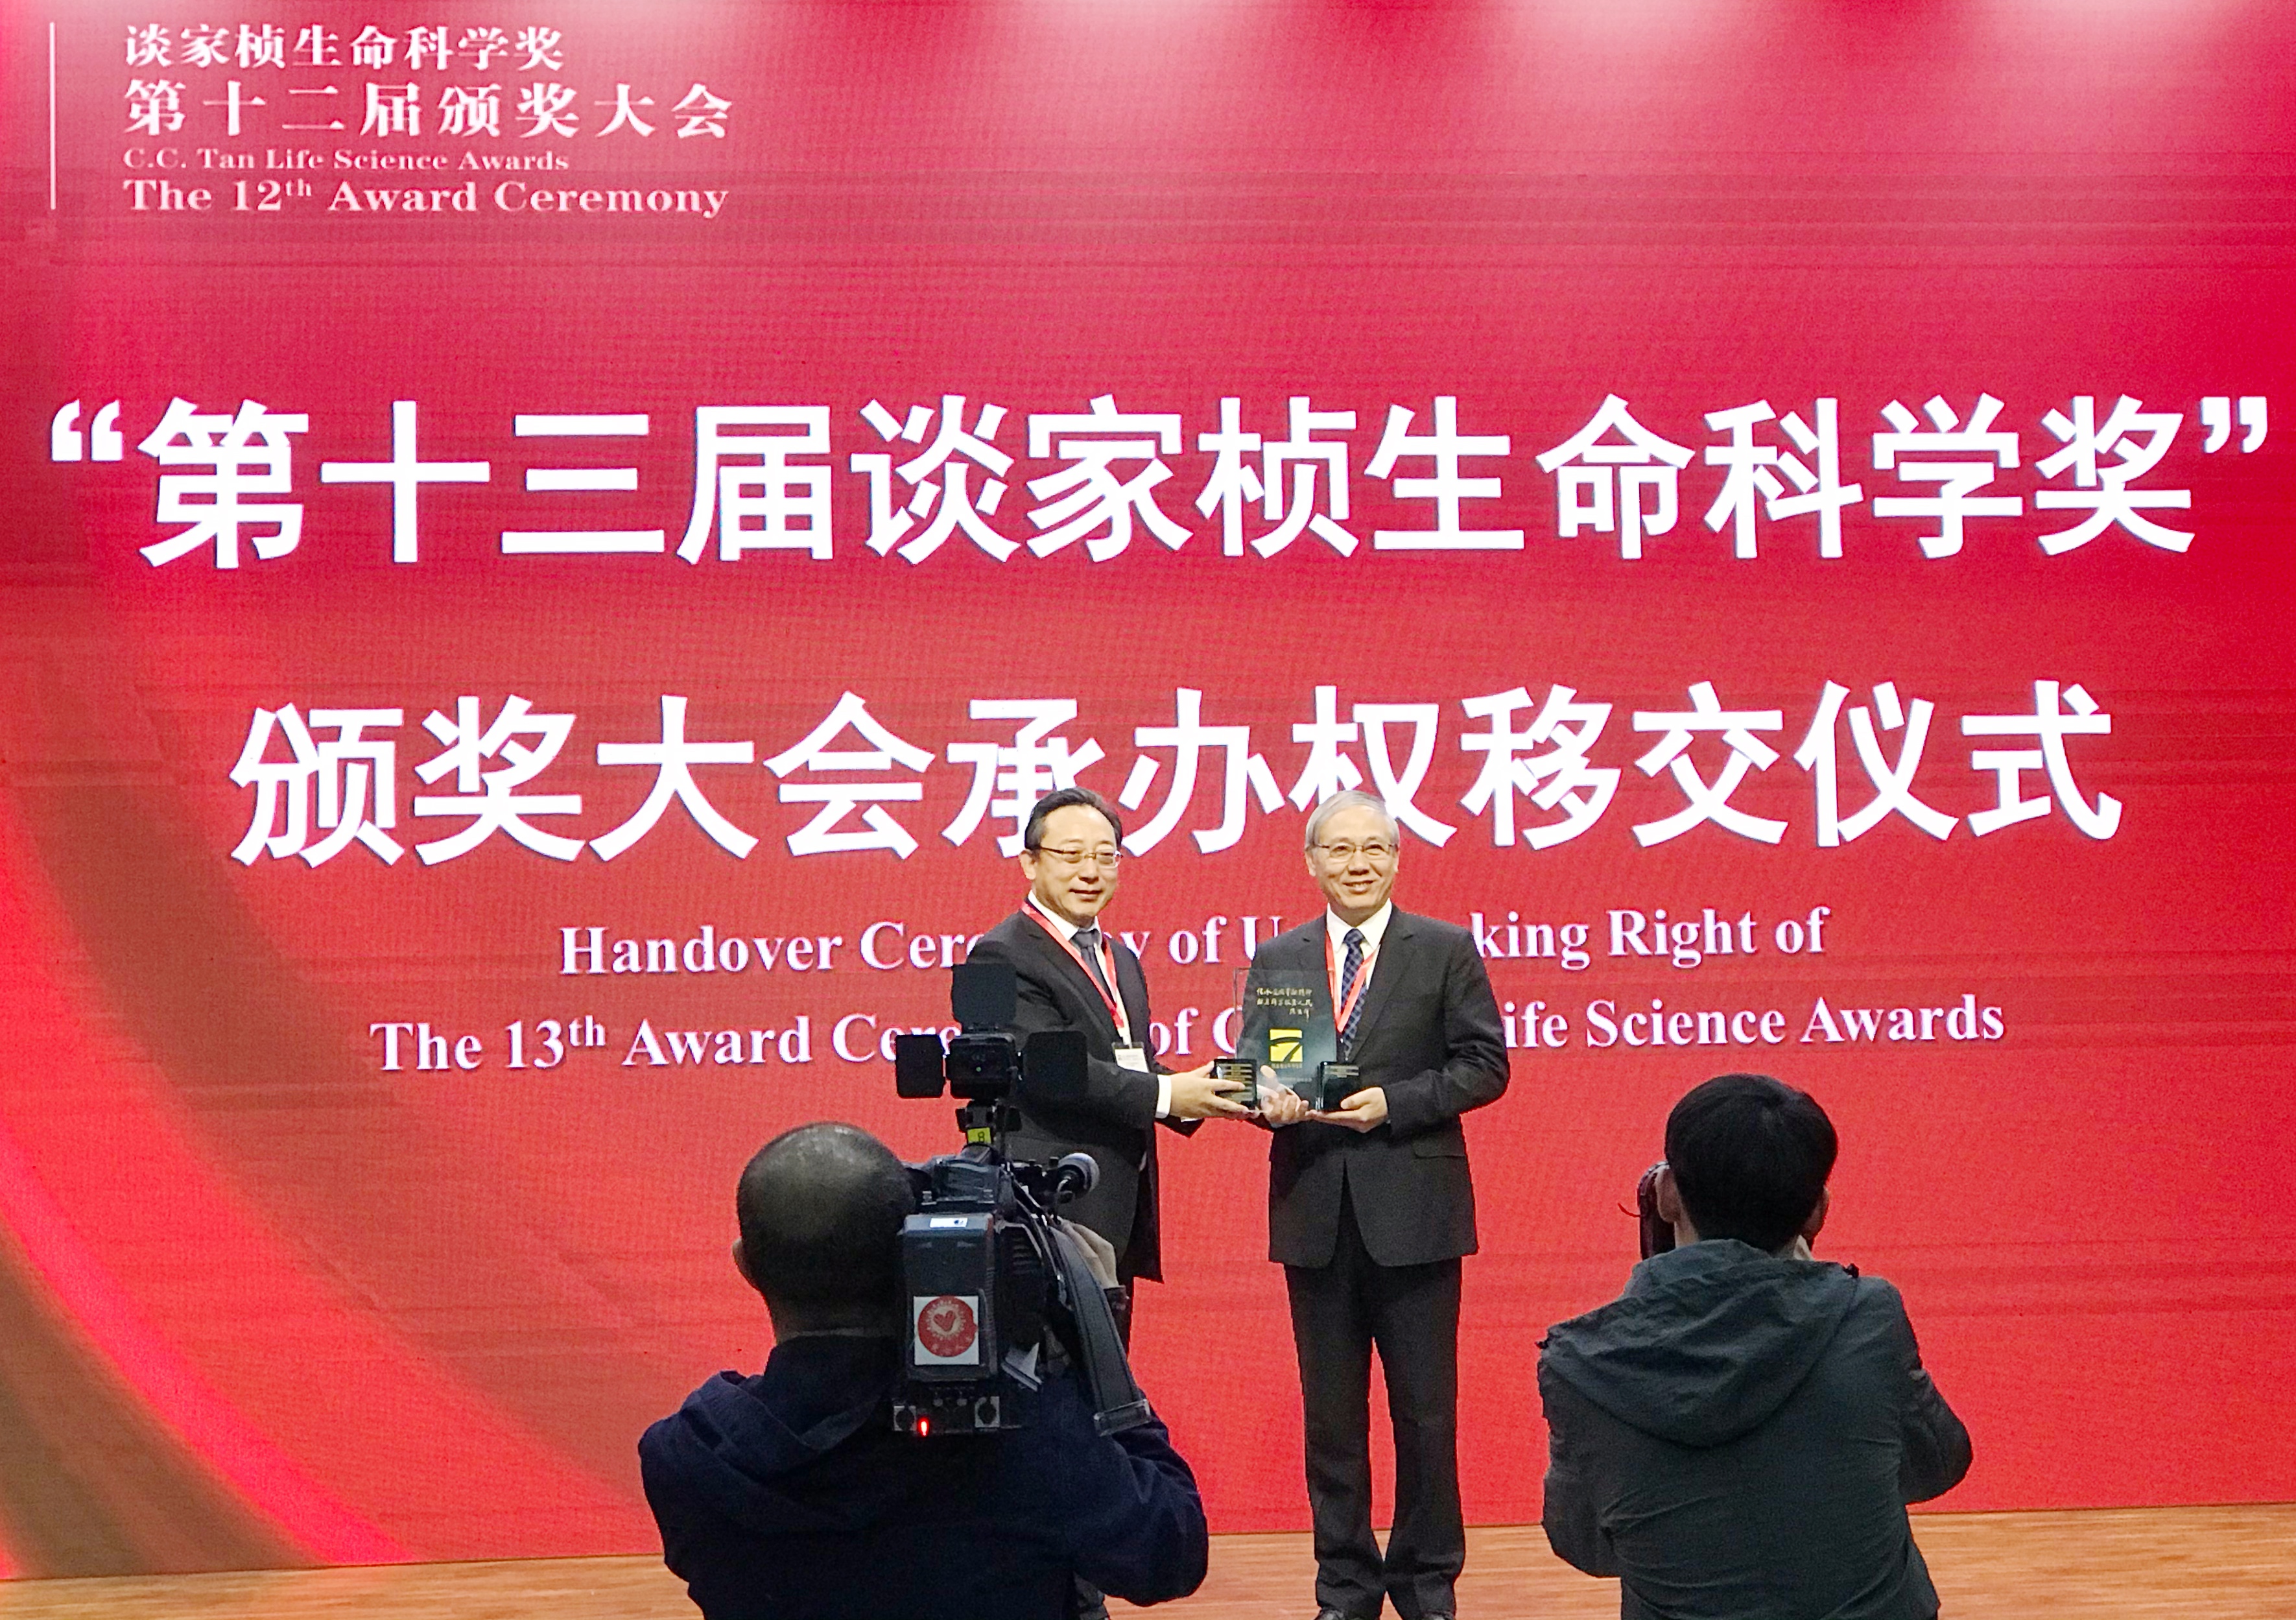 谈家桢生命科学奖
第十二届颁奖大会
C.C. Tan Life Science Awards
The 12th Award Ceremony
“第十三届谈家桢生命科学奖”
颁奖大会承办权移交仪式
Handover of king Right of
The 13th Award of Science Awards
8